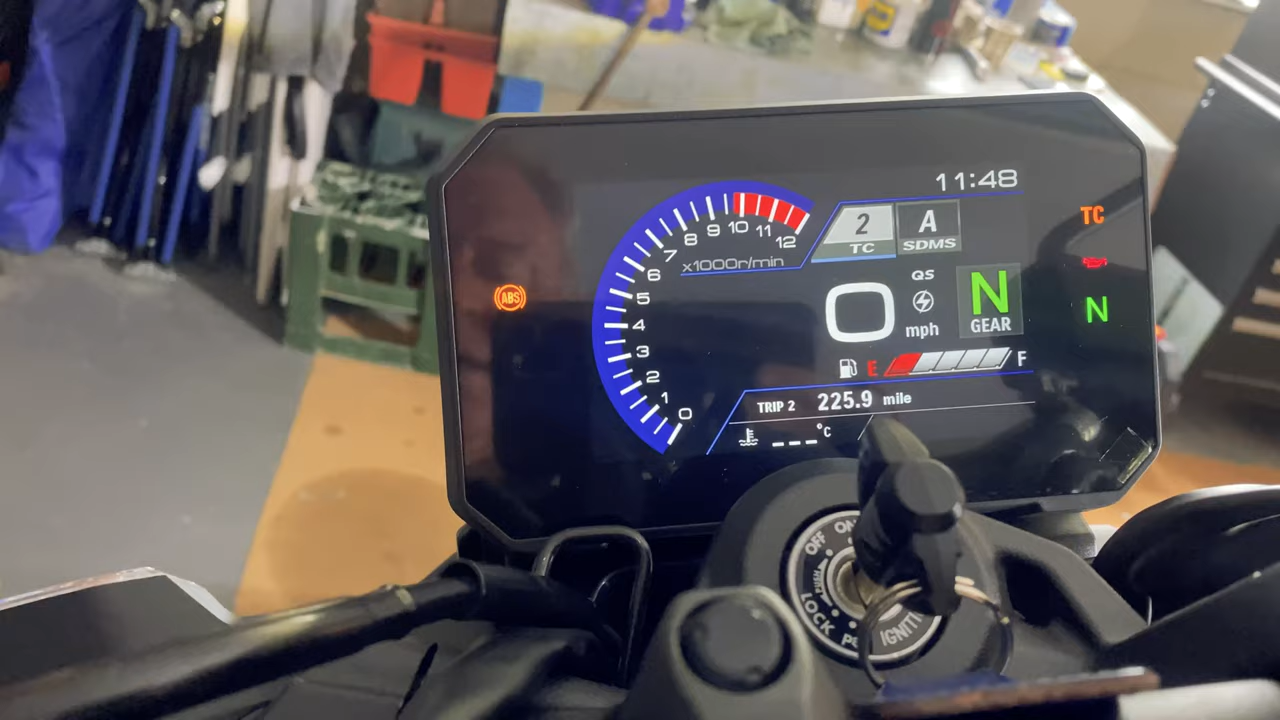 11:48
2
TC
A
SDMS
TC
0
1
2
3
4
5
6
7
8
9
10
11
12
x1000r/min
ABS
0
QS
mph
N
GEAR
N
E
F
TRIP 2 225.9 mile
---°C
OFF
ON
PUSH
LOCK